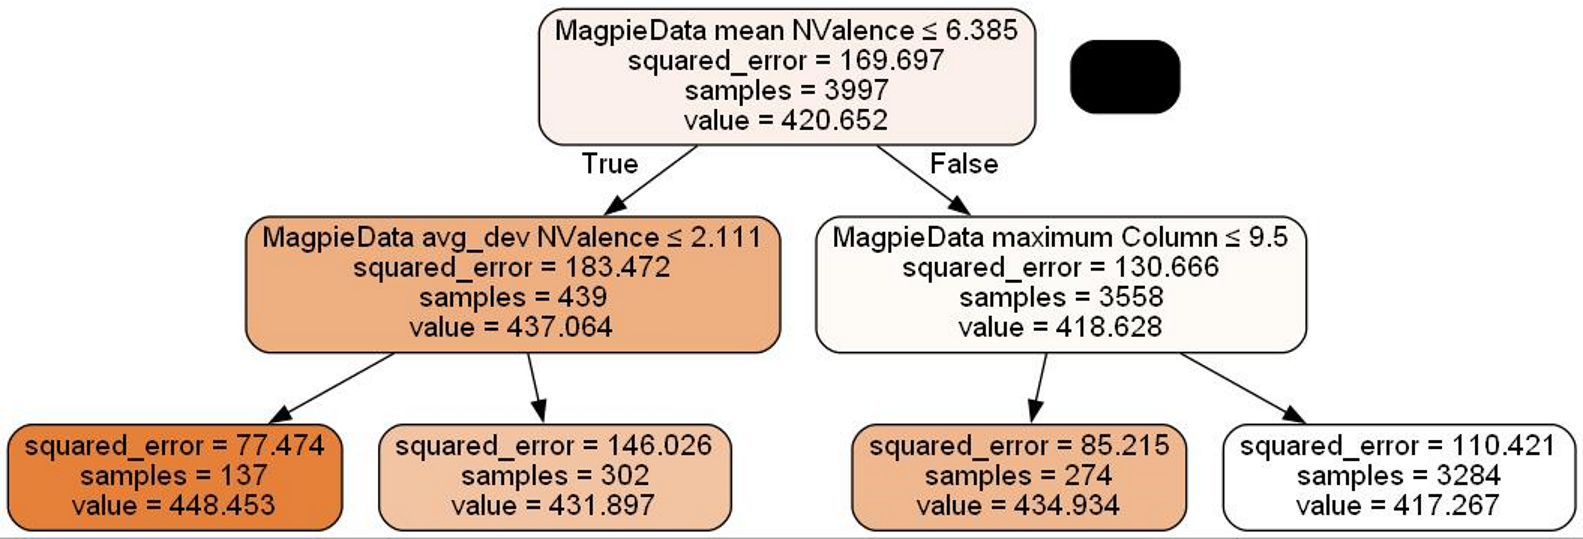 MagpieData mean NValence ≤ 6.385
squared_error = 169.697
samples = 3997
value = 420.652
True
False
MagpieData avg_dev NValence ≤ 2.111
squared_error = 183.472
samples = 439
value = 437.064
MagpieData maximum Column ≤ 9.5
squared_error = 130.666
samples = 3558
value = 418.628
squared_error = 77.474
samples = 137
value = 448.453
squared_error = 146.026
samples = 302
value = 431.897
squared_error = 85.215
samples = 274
value = 434.934
squared_error = 110.421
samples = 3284
value = 417.267